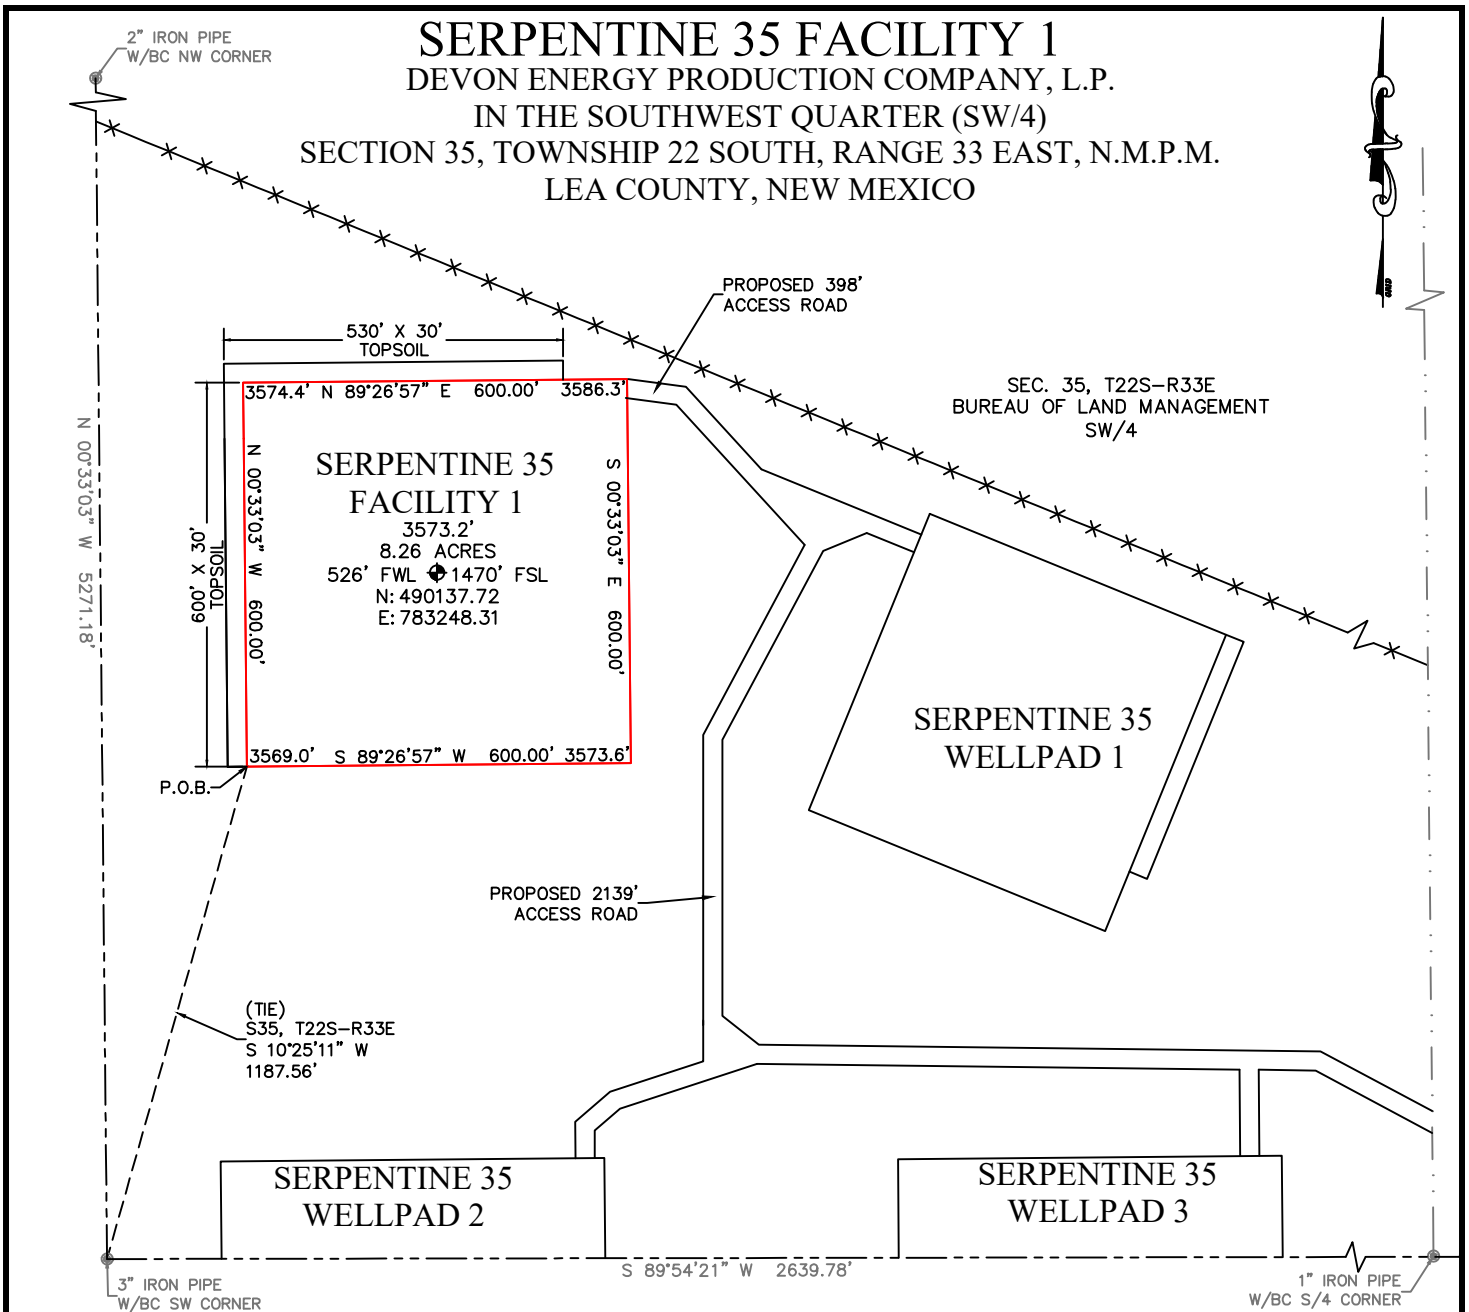 SERPENTINE 35 FACILITY 1
DEVON ENERGY PRODUCTION COMPANY, L.P.
IN THE SOUTHWEST QUARTER (SW/4)
SECTION 35, TOWNSHIP 22 SOUTH, RANGE 33 EAST, N.M.P.M.
LEA COUNTY, NEW MEXICO
2" IRON PIPE
W/BC NW CORNER
PROPOSED 398'
ACCESS ROAD
530' X 30'
TOPSOIL
3574.4' N 89°26'57" E 600.00' 3586.3'
SEC. 35, T22S-R33E
BUREAU OF LAND MANAGEMENT
SW/4
N 00°33'03" W 5271.18'
600' X 30'
TOPSOIL
N 00°33'03" W 600.00'
SERPENTINE 35
FACILITY 1
3573.2'
8.26 ACRES
526' FWL 1470' FSL
N: 490137.72
E: 783248.31
S 00°33'03" E 600.00'
3569.0' S 89°26'57" W 600.00' 3573.6'
P.O.B.
SERPENTINE 35
WELLPAD 1
PROPOSED 2139'
ACCESS ROAD
(TIE)
S35, T22S-R33E
S 10°25'11" W
1187.56'
SERPENTINE 35
WELLPAD 2
SERPENTINE 35
WELLPAD 3
S 89°54'21" W 2639.78'
3" IRON PIPE
W/BC SW CORNER
1" IRON PIPE
W/BC S/4 CORNER